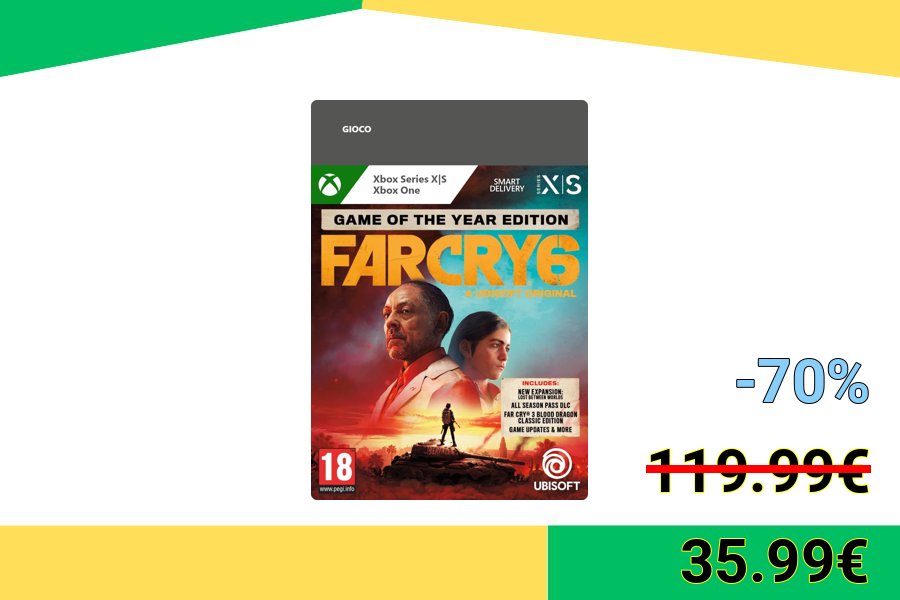 GIOCO
Xbox Series X|S
Xbox One
SMART
DELIVERY
SERIES X|S
GAME OF THE YEAR EDITION
FARCRY6
A UBISOFT ORIGINAL
INCLUDES:
NEW EXPANSION:
LOST BETWEEN WORLDS
ALL SEASON PASS DLC
FAR CRY® 3 BLOOD DRAGON
CLASSIC EDITION
GAME UPDATES & MORE
18
www.pegi.info
UBISOFT
-70%
119.99€
35.99€